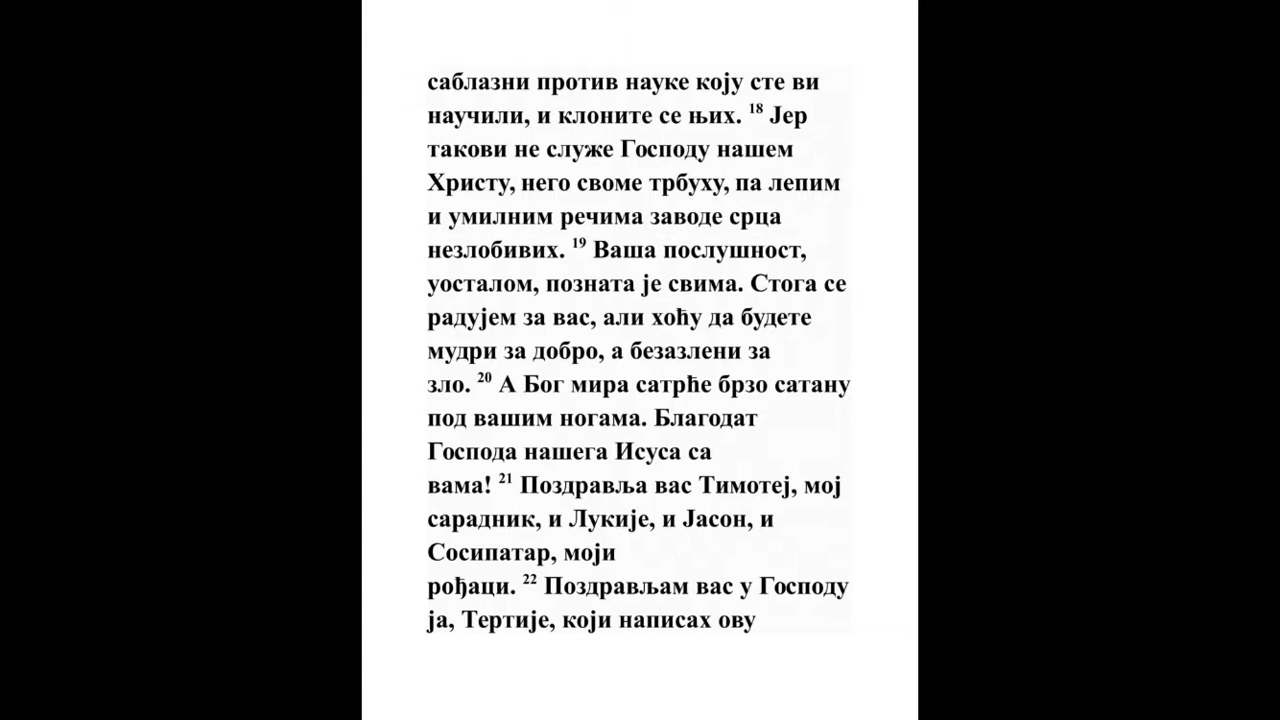 саблазни против науке коју сте ви
научили, и клоните се њих. 18 Јер
такови не служе Господу нашем
Христу, него своме трбуху, па лепим
и умилним речима заводе срца
незлобивих. 19 Ваша послушност,
уосталом, позната је свима. Стога се
радујем за вас, али хоћу да будете
мудри за добро, а безазлени за
зло. 20 А Бог мира сатрће брзо сатану
под вашим ногама. Благодат
Господа нашега Исуса са
вама! 21 Поздравља вас Тимотеј, мој
сарадник, и Лукије, и Јасон, и
Сосипатар, моји
рођаци. 22 Поздрављам вас у Господу
ја, Тертије, који написах ову